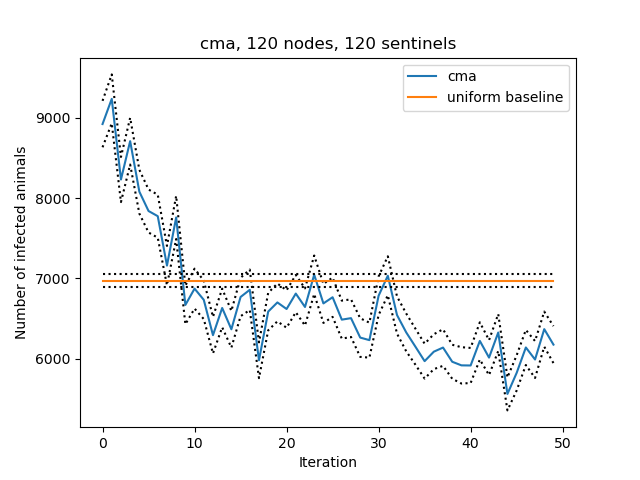 cma, 120 nodes, 120 sentinels
cma
uniform baseline
Number of infected animals
9000
8000
7000
6000
0 10 20 30 40 50
Iteration